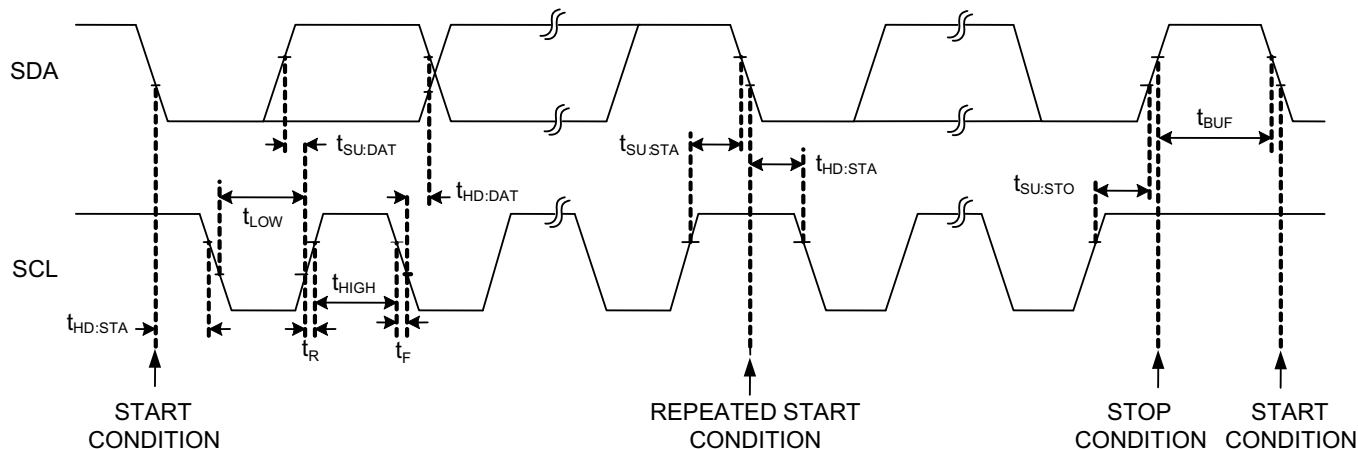 SDA
tSU:DAT
tHD:DAT
tSU:STA
tHD:STA
tBUF
tSU:STO
tLOW
SCL
tHIGH
tHD:STA
tR
tF
START
CONDITION
REPEATED START
CONDITION
STOP
CONDITION
START
CONDITION